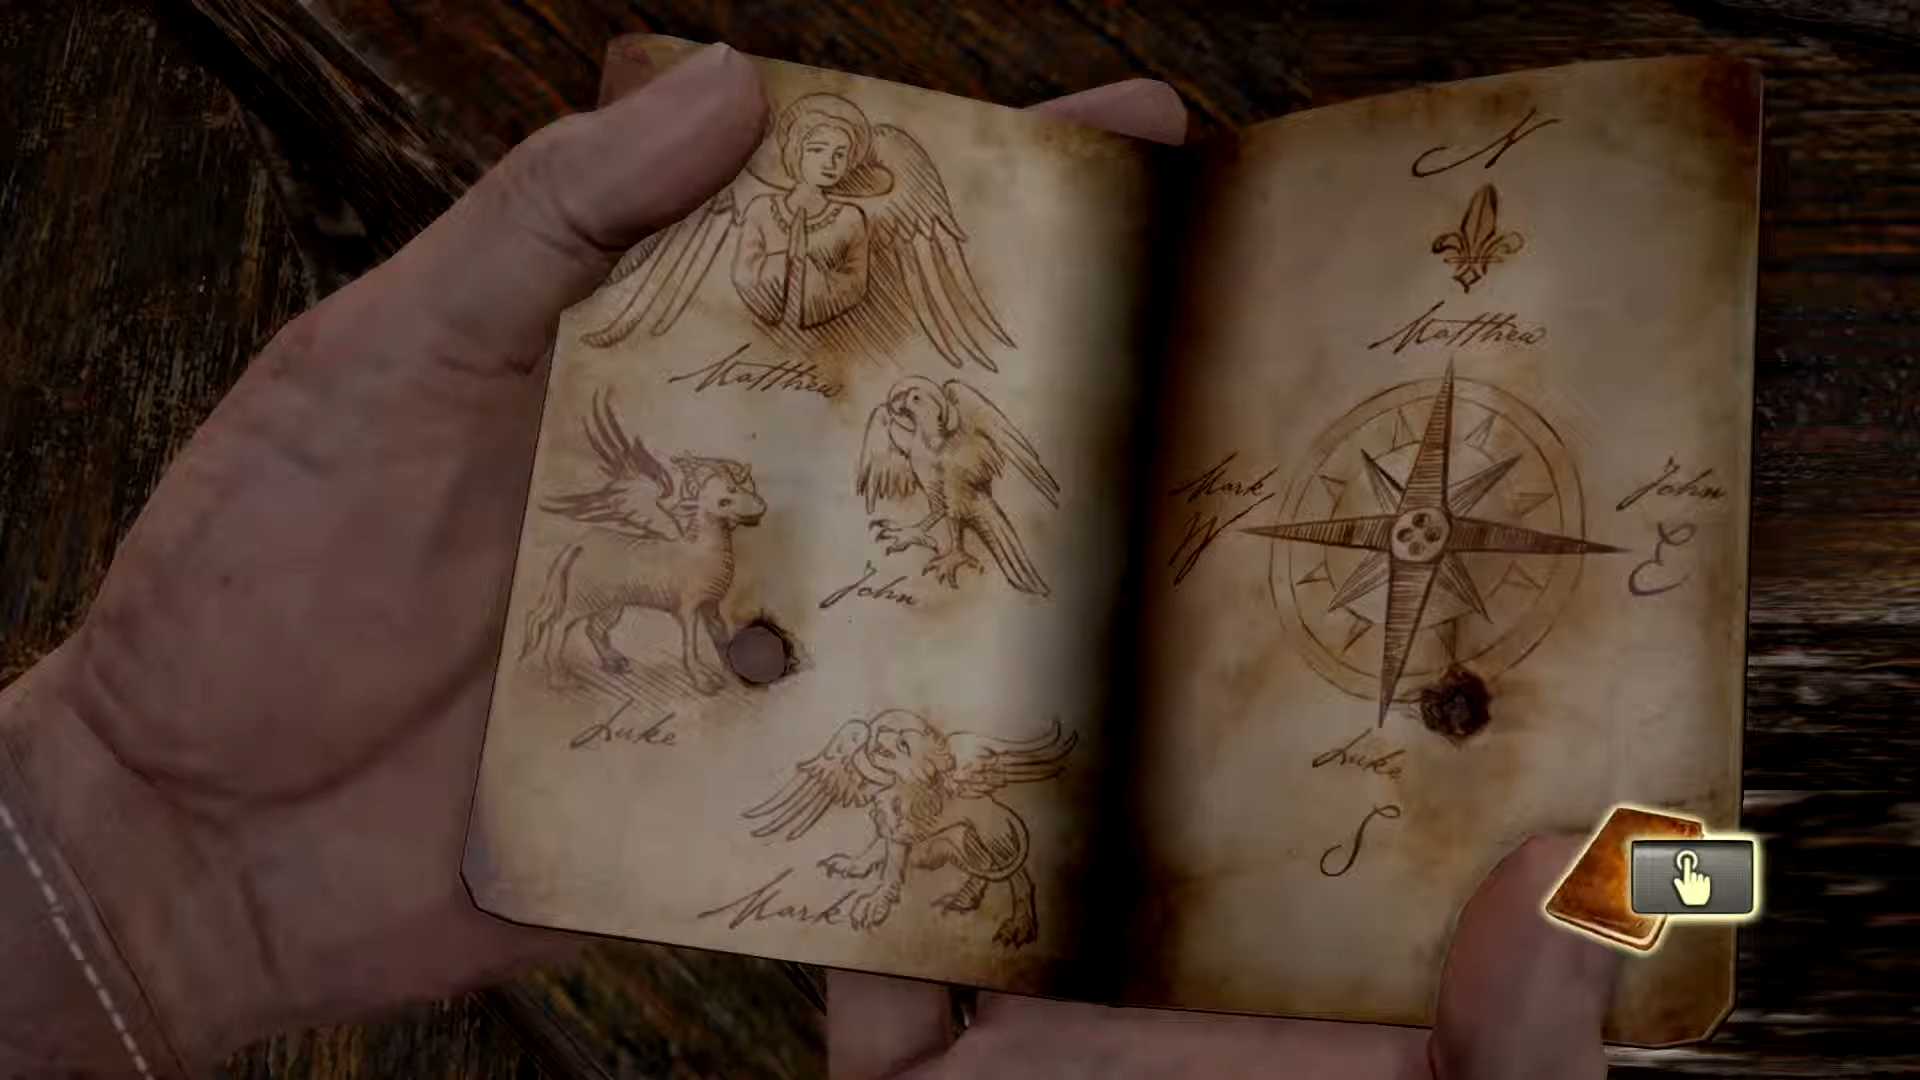 Matthew
John
Luke
Mark
N
Matthew
Mark
John
W
E
Luke
S